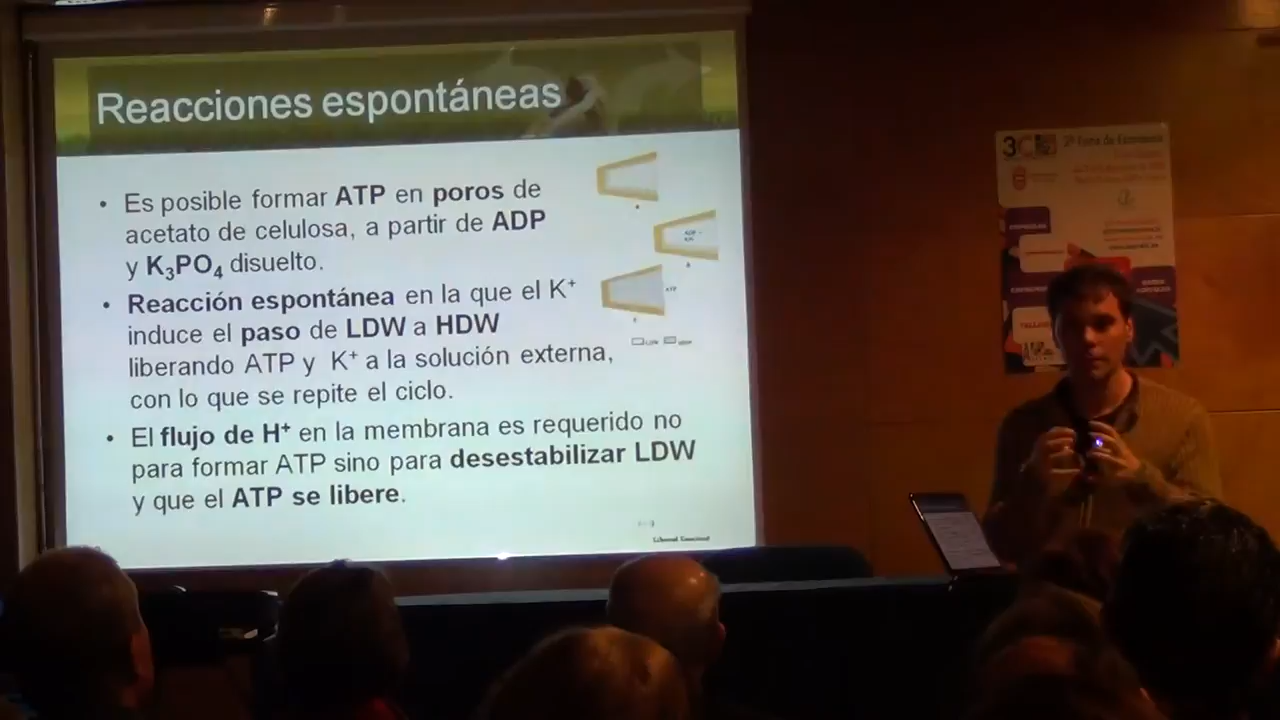 Reacciones espontáneas
• Es posible formar ATP en poros de
acetato de celulosa, a partir de ADP
y K₃PO₄ disuelto.
• Reacción espontánea en la que el K⁺
induce el paso de LDW a HDW
liberando ATP y K⁺ a la solución externa,
con lo que se repite el ciclo.
• El flujo de H⁺ en la membrana es requerido no
para formar ATP sino para desestabilizar LDW
y que el ATP se libere.
ATP
3C